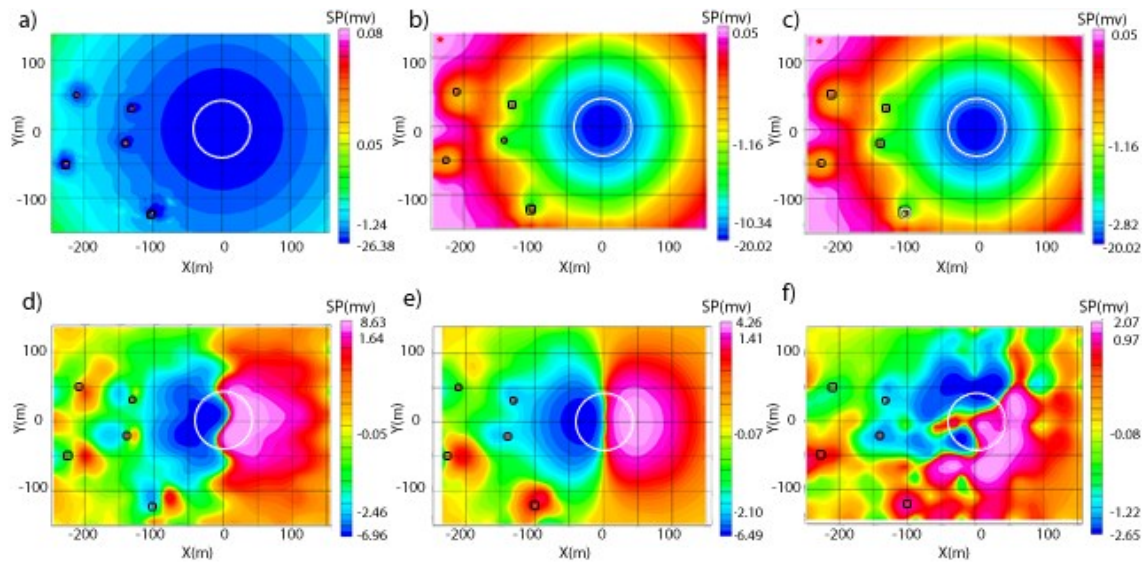 a)
SP(mv)
0.08
0.05
-1.24
-26.38
100
0
-100
Y(m)
-200
-100
0
100
X(m)
b)
SP(mv)
0.05
-1.16
-10.34
-20.02
100
0
-100
Y(m)
-200
-100
0
100
X(m)
c)
SP(mv)
0.05
-1.16
-2.82
-20.02
100
0
-100
Y(m)
-200
-100
0
100
X(m)
d)
SP(mv)
8.63
1.64
-0.05
-2.46
-6.96
100
0
-100
Y(m)
-200
-100
0
100
X(m)
e)
SP(mv)
4.26
1.41
-0.07
-2.10
-6.49
100
0
-100
Y(m)
-200
-100
0
100
X(m)
f)
SP(mv)
2.07
0.97
-0.08
-1.22
-2.65
100
0
-100
Y(m)
-200
-100
0
100
X(m)